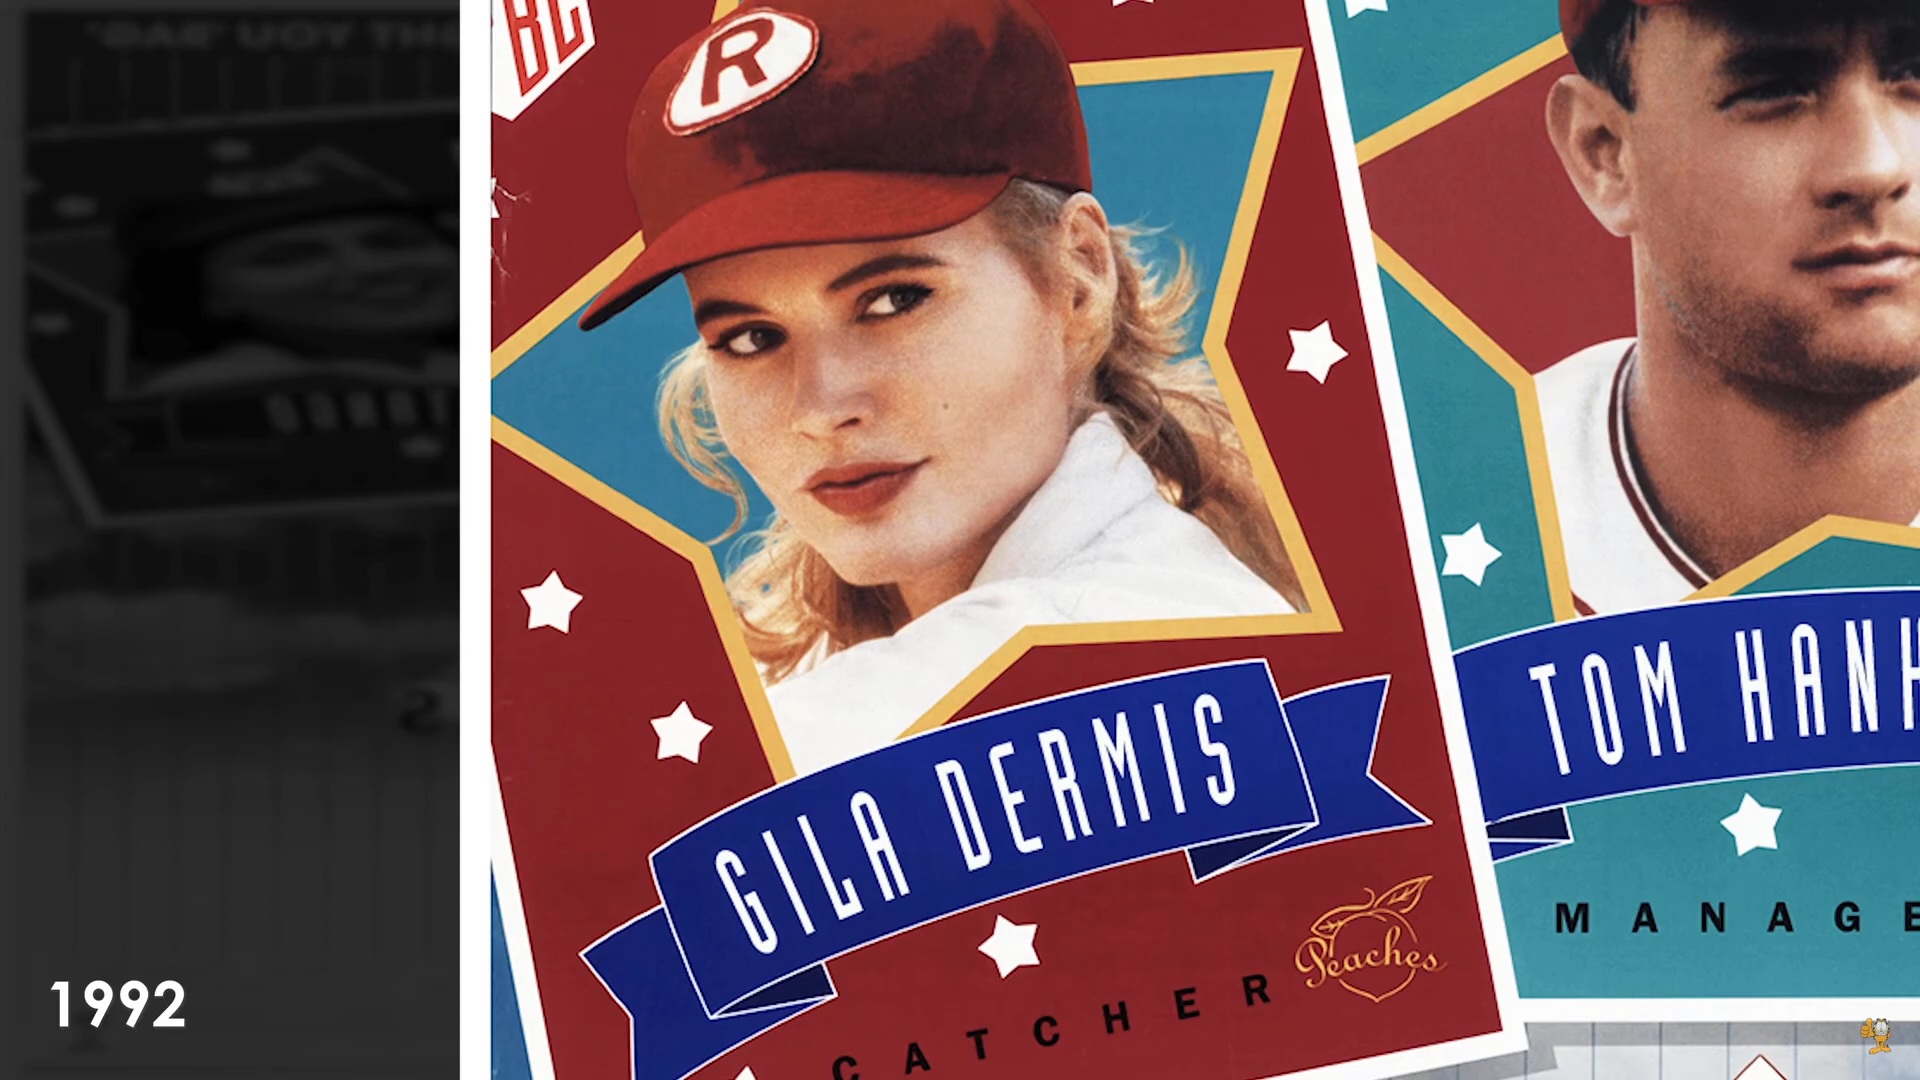 R
GILA DERMIS
CATCHER
Peaches
TOM HANK
MANAGE
1992